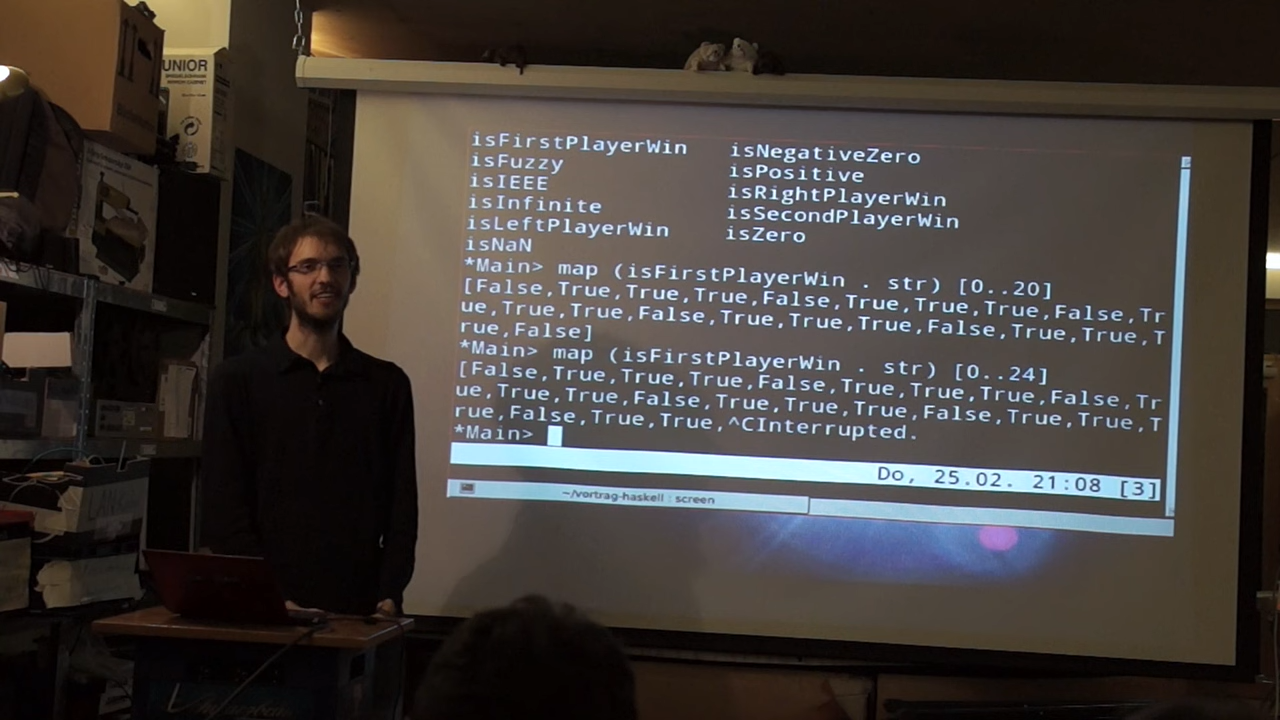 UNIOR
isFirstPlayerWin isNegativeZero
isFuzzy isPositive
isIEEE isRightPlayerWin
isInfinite isSecondPlayerWin
isLeftPlayerWin isZero
isNaN
*Main> map (isFirstPlayerWin . str) [0..20]
[False,True,True,True,False,True,True,True,False,Tr
ue,True,True,False,True,True,True,False,True,True,T
rue,False]
*Main> map (isFirstPlayerWin . str) [0..24]
[False,True,True,True,False,True,True,True,False,Tr
ue,True,True,False,True,True,True,False,True,True,T
rue,False,True,True,^CInterrupted.
*Main>
Do, 25.02. 21:08 [3]
~/vortrag-haskell : screen